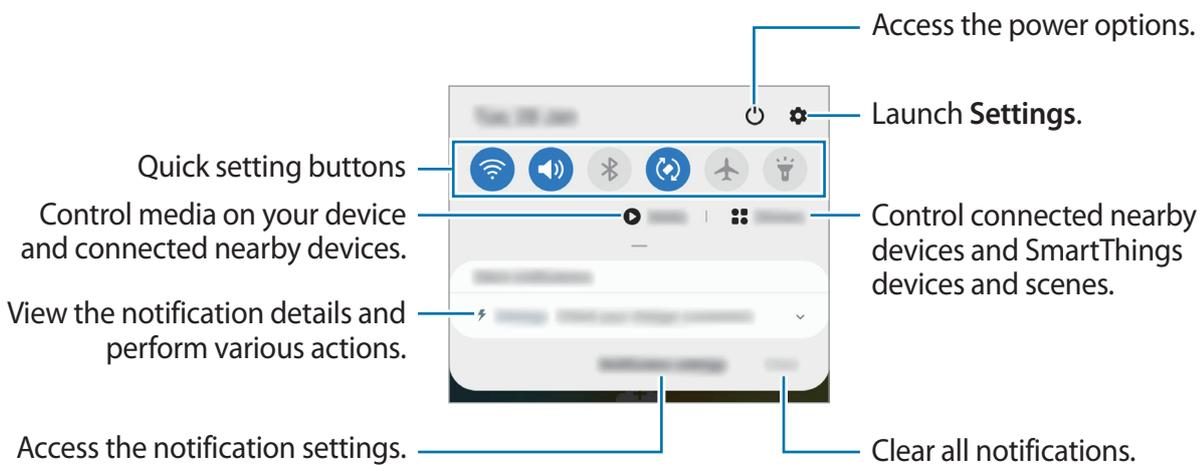 Access the power options.
Launch Settings.
Quick setting buttons
Control media on your device
and connected nearby devices.
Control connected nearby
devices and SmartThings
devices and scenes.
View the notification details and
perform various actions.
Access the notification settings.
Clear all notifications.